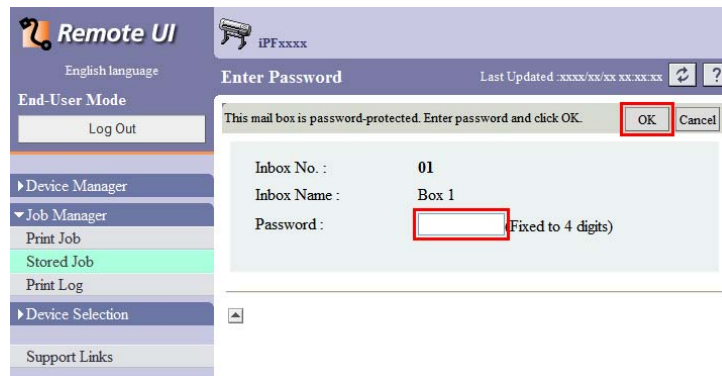 Remote UI
English language
End-User Mode
Log Out
Device Manager
Job Manager
Print Job
Stored Job
Print Log
Device Selection
Support Links
iPFxxxx
Enter Password
Last Updated :xxxx/xx/xx xx:xx:xx
?
This mail box is password-protected. Enter password and click OK.
OK
Cancel
Inbox No. : 01
Inbox Name : Box 1
Password : (Fixed to 4 digits)